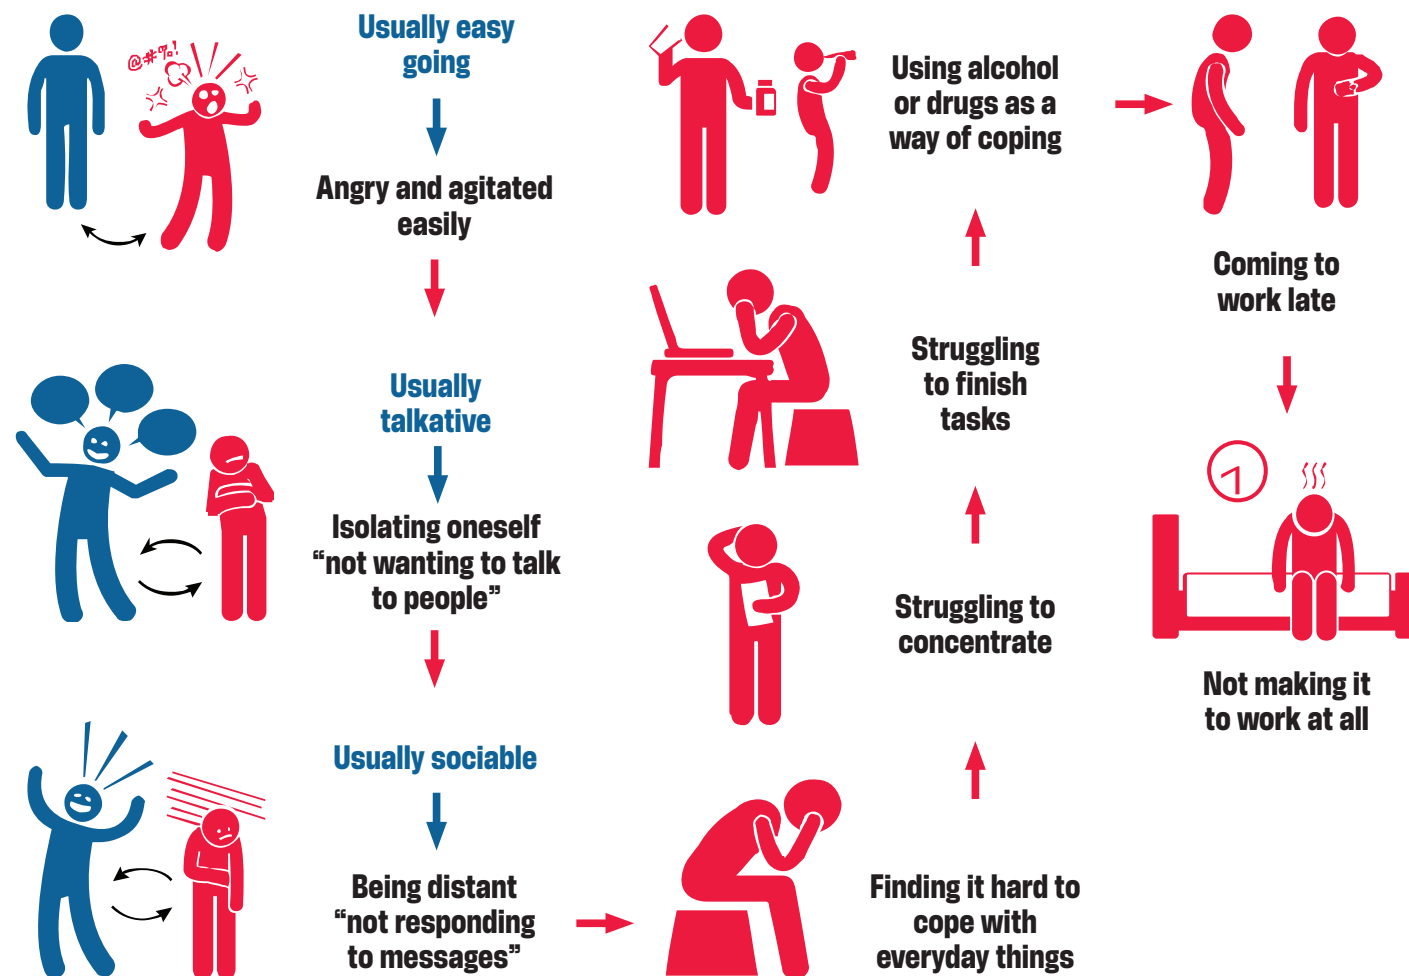 @#%!
Usually easy
going
Angry and agitated
easily
Usually
talkative
Isolating oneself
“not wanting to talk
to people”
Usually sociable
Being distant
“not responding
to messages”
Finding it hard to
cope with
everyday things
Struggling to
concentrate
Struggling
to finish
tasks
Using alcohol
or drugs as a
way of coping
Coming to
work late
Not making it
to work at all